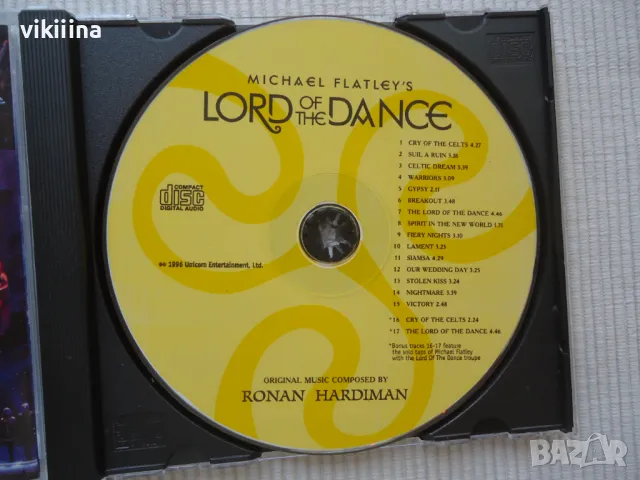 vikiiina
MICHAEL FLATLEY'S
LORD OF THE DANCE
1 CRY OF THE CELTS 4.27
2 SUIL A RUIN 3.18
3 CELTIC DREAM 3.39
4 WARRIORS 3.09
5 GYPSY 2.11
6 BREAKOUT 3.48
7 THE LORD OF THE DANCE 4.46
8 SPIRIT IN THE NEW WORLD 1.31
9 FIERY NIGHTS 3.10
10 LAMENT 3.23
11 SIAMSA 4.29
12 OUR WEDDING DAY 3.25
13 STOLEN KISS 3.24
14 NIGHTMARE 3.39
15 VICTORY 2.48
*16 CRY OF THE CELTS 2.24
*17 THE LORD OF THE DANCE 4.46
*Bonus tracks 16-17 feature
the solo taps of Michael Flatley
with the Lord Of The Dance troupe
COMPACT
disc
DIGITAL AUDIO
℗© 1996 Unicorn Entertainment, Ltd.
ORIGINAL MUSIC COMPOSED BY
RONAN HARDIMAN
BAZAR
bg